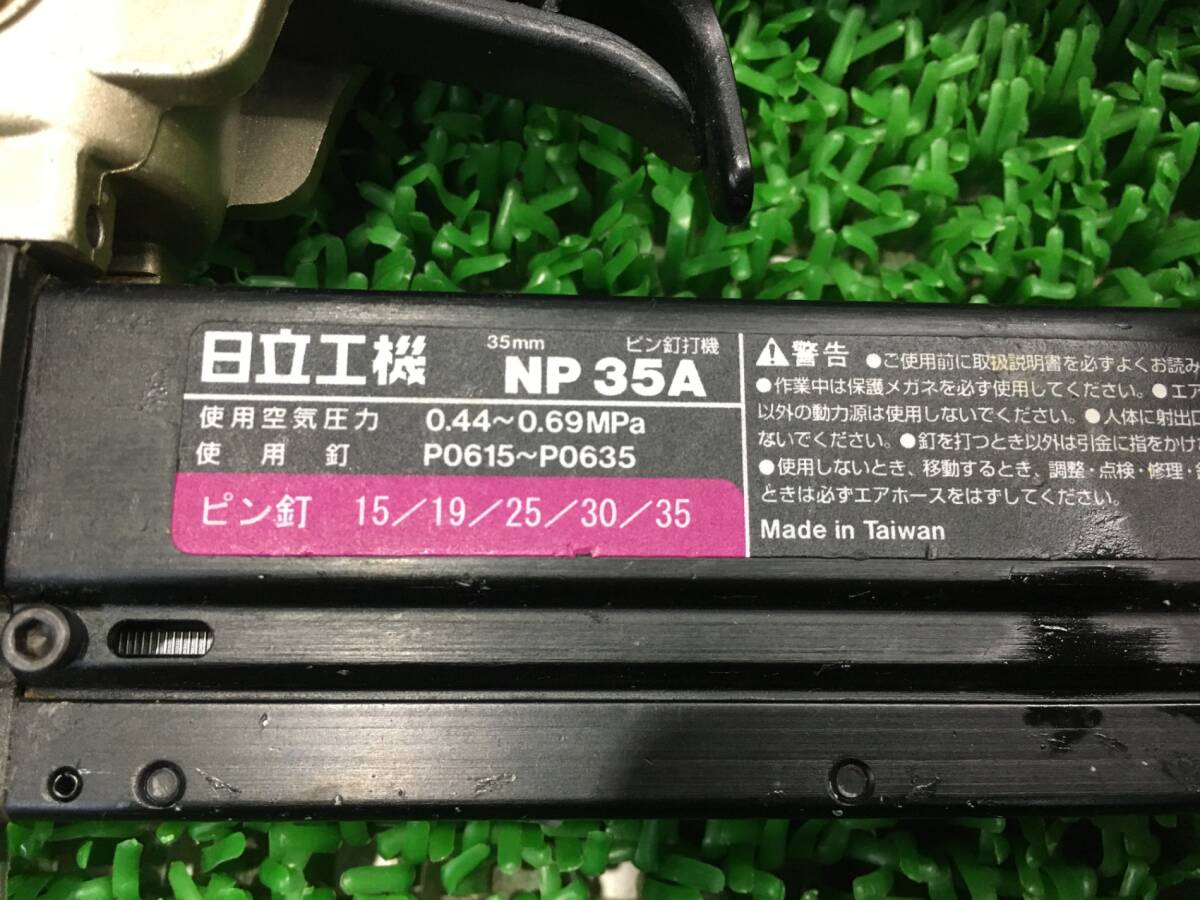 日立工機
35mm ピン釘打機
NP 35A
使用空気圧力 0.44～0.69MPa
使用釘 P0615～P0635
ピン釘 15／19／25／30／35
警告 ●ご使用前に取扱説明書を必ずよくお読み
●作業中は保護メガネを必ず使用してください。●エア
以外の動力源は使用しないでください。●人体に射出口
ないでください。●釘を打つとき以外は引金に指をかけ
●使用しないとき、移動するとき、調整・点検・修理・
ときは必ずエアホースをはずしてください。
Made in Taiwan